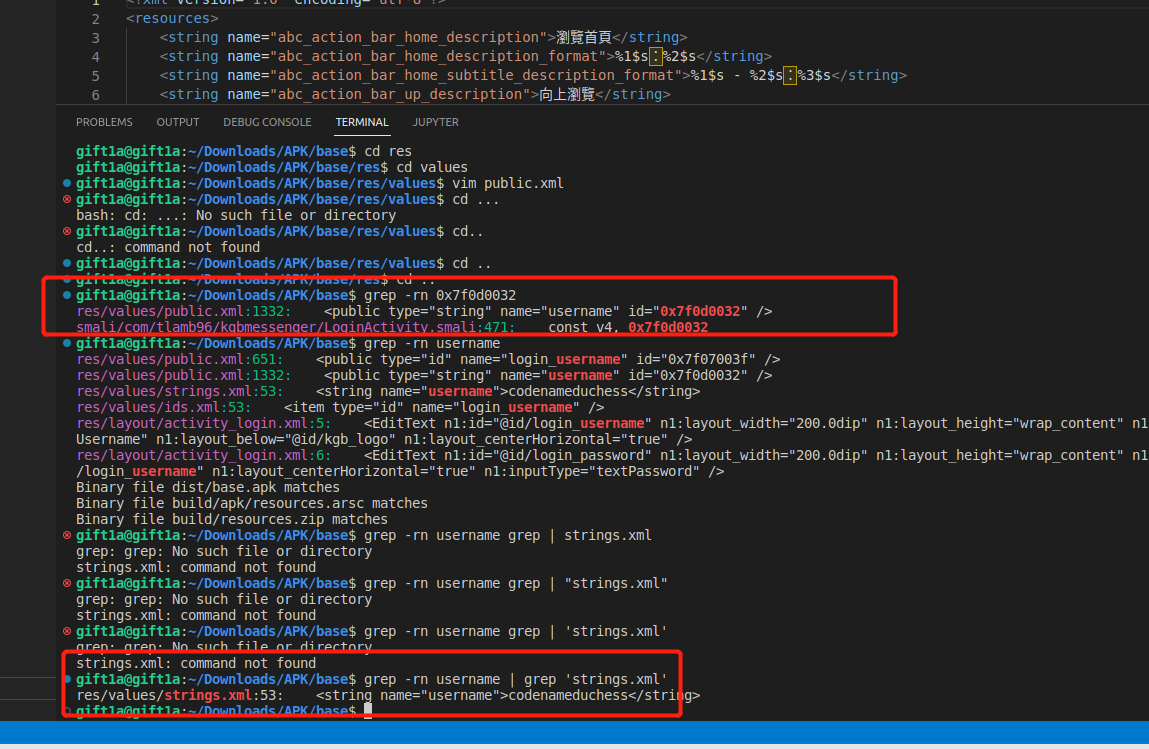 1 <?xml version="1.0" encoding="utf-8"?>
2 <resources>
3 <string name="abc_action_bar_home_description">瀏覽首頁</string>
4 <string name="abc_action_bar_home_description_format">%1$s:%2$s</string>
5 <string name="abc_action_bar_home_subtitle_description_format">%1$s - %2$s:%3$s</string>
6 <string name="abc_action_bar_up_description">向上瀏覽</string>
PROBLEMS OUTPUT DEBUG CONSOLE TERMINAL JUPYTER
gift1a@gift1a:~/Downloads/APK/base$ cd res
gift1a@gift1a:~/Downloads/APK/base/res$ cd values
gift1a@gift1a:~/Downloads/APK/base/res/values$ vim public.xml
gift1a@gift1a:~/Downloads/APK/base/res/values$ cd ...
bash: cd: ...: No such file or directory
gift1a@gift1a:~/Downloads/APK/base/res/values$ cd..
cd..: command not found
gift1a@gift1a:~/Downloads/APK/base/res/values$ cd ..
gift1a@gift1a:~/Downloads/APK/base/res$ cd ..
gift1a@gift1a:~/Downloads/APK/base$ grep -rn 0x7f0d0032
res/values/public.xml:1332:    <public type="string" name="username" id="0x7f0d0032" />
smali/com/tlamb96/kgbmessenger/LoginActivity.smali:471:    const v4, 0x7f0d0032
gift1a@gift1a:~/Downloads/APK/base$ grep -rn username
res/values/public.xml:651:    <public type="id" name="login_username" id="0x7f07003f" />
res/values/public.xml:1332:    <public type="string" name="username" id="0x7f0d0032" />
res/values/strings.xml:53:    <string name="username">codenameduchess</string>
res/values/ids.xml:53:    <item type="id" name="login_username" />
res/layout/activity_login.xml:5:    <EditText n1:id="@id/login_username" n1:layout_width="200.0dip" n1:layout_height="wrap_content" n1
Username" n1:layout_below="@id/kgb_logo" n1:layout_centerHorizontal="true" />
res/layout/activity_login.xml:6:    <EditText n1:id="@id/login_password" n1:layout_width="200.0dip" n1:layout_height="wrap_content" n1
/login_username" n1:layout_centerHorizontal="true" n1:inputType="textPassword" />
Binary file dist/base.apk matches
Binary file build/apk/resources.arsc matches
Binary file build/resources.zip matches
gift1a@gift1a:~/Downloads/APK/base$ grep -rn username grep | strings.xml
grep: grep: No such file or directory
strings.xml: command not found
gift1a@gift1a:~/Downloads/APK/base$ grep -rn username grep | "strings.xml"
grep: grep: No such file or directory
strings.xml: command not found
gift1a@gift1a:~/Downloads/APK/base$ grep -rn username grep | 'strings.xml'
grep: grep: No such file or directory
strings.xml: command not found
gift1a@gift1a:~/Downloads/APK/base$ grep -rn username | grep 'strings.xml'
res/values/strings.xml:53:    <string name="username">codenameduchess</string>
gift1a@gift1a:~/Downloads/APK/base$